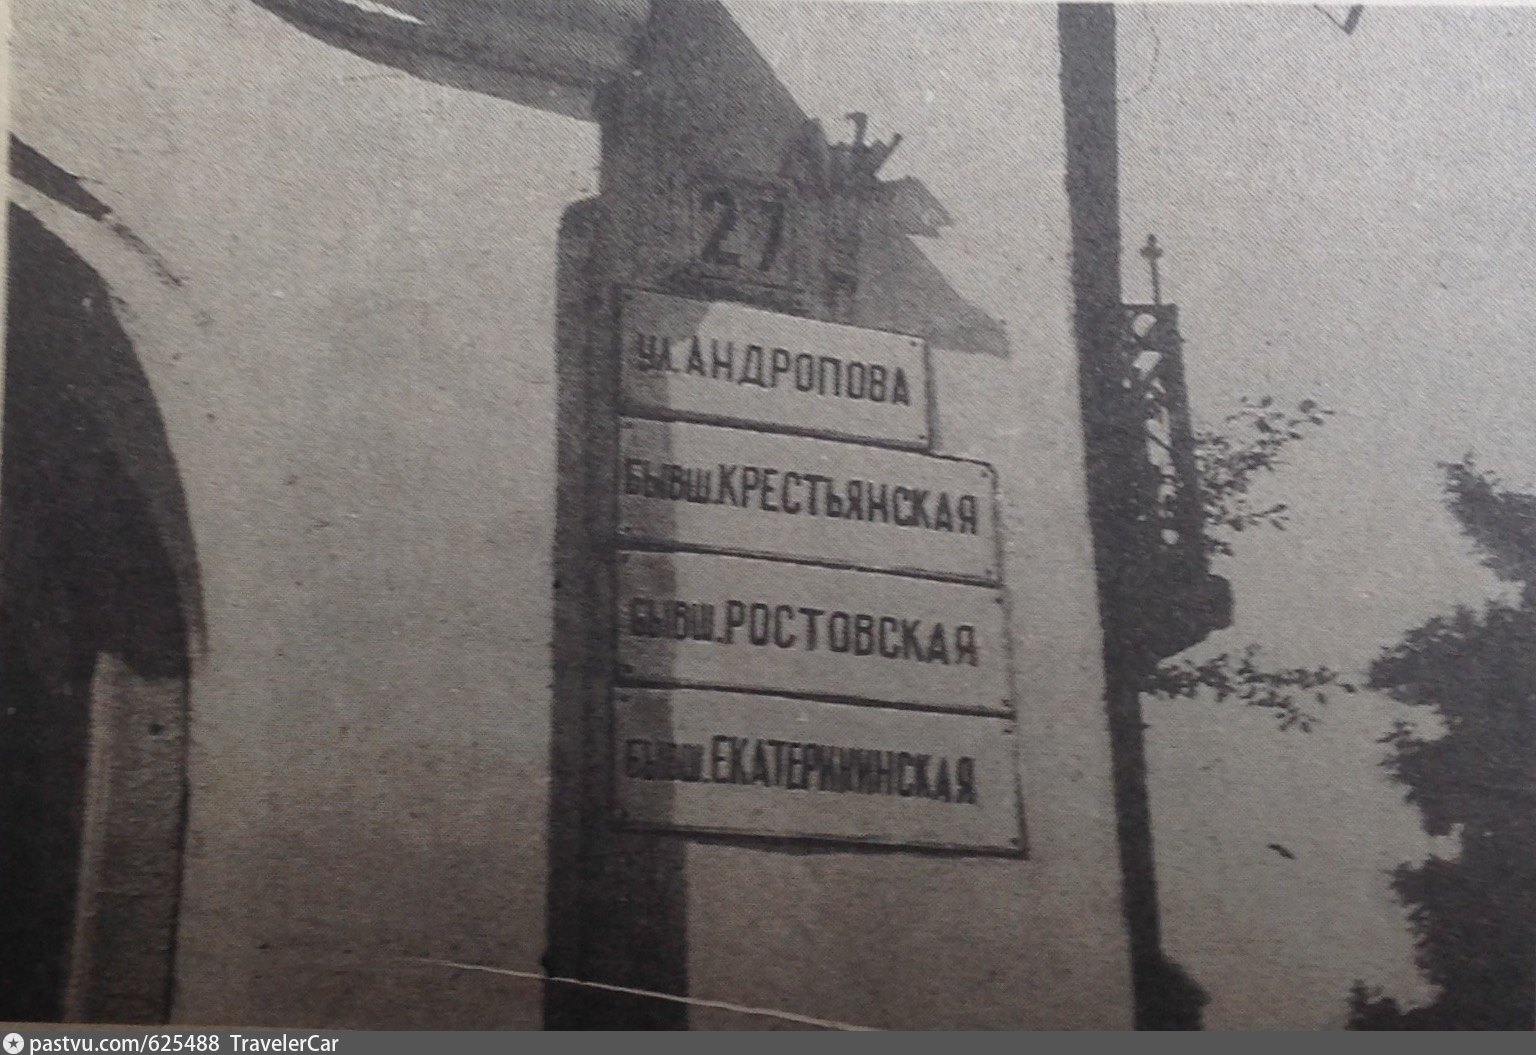 27
УЛ. АНДРОПОВА
БЫВШ. КРЕСТЬЯНСКАЯ
БЫВШ. РОСТОВСКАЯ
БЫВШ. ЕКАТЕРИНИНСКАЯ
pastvu.com/625488 TravelerCar